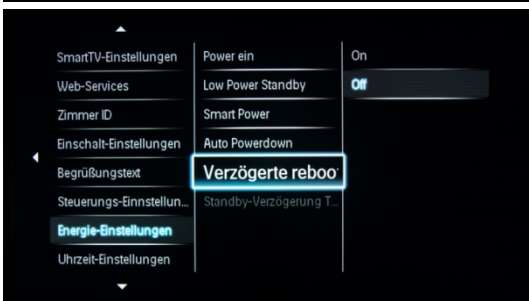 SmartTV-Einstellungen
Web-Services
Zimmer ID
Einschalt-Einstellungen
Begrüßungstext
Steuerungs-Einnstellun...
Energie-Einstellungen
Uhrzeit-Einstellungen
Power ein
Low Power Standby
Smart Power
Auto Powerdown
Verzögerte reboo
Standby-Verzögerung T...
On
Off